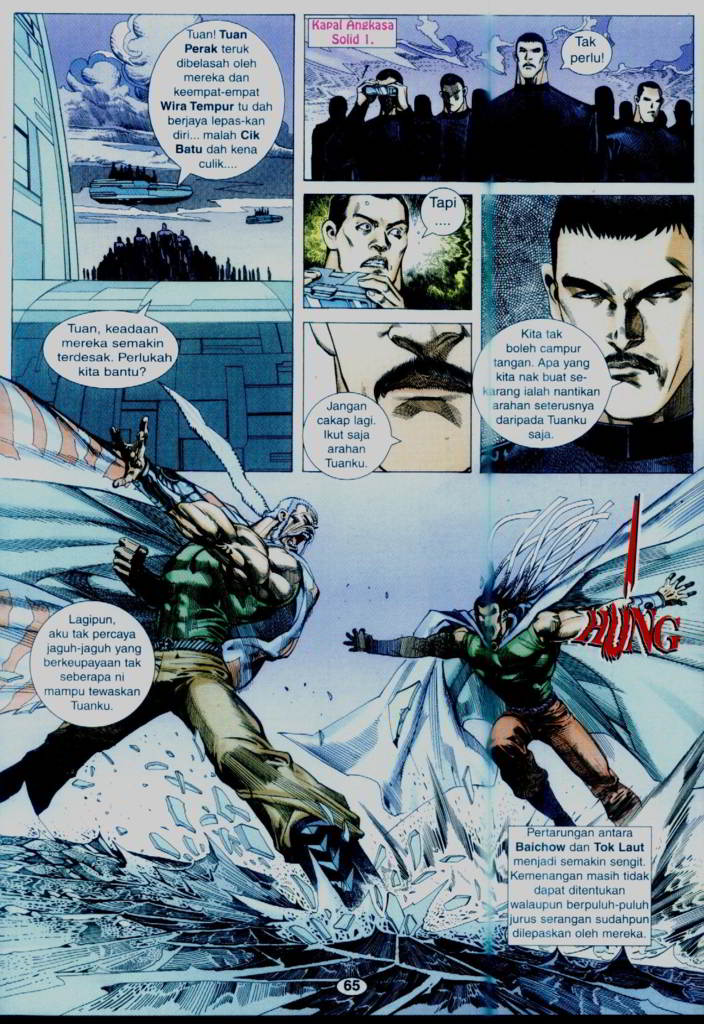 Tuan! Tuan
Perak teruk
dibelasah oleh
mereka dan
keempat-empat
Wira Tempur tu dah
berjaya lepas-kan
diri... malah Cik
Batu dah kena
culik....
Tuan, keadaan
mereka semakin
terdesak. Perlukah
kita bantu?
Kapal Angkasa
Solid 1.
Tak
perlu!
Tapi
....
Jangan
cakap lagi.
Ikut saja
arahan
Tuanku.
Kita tak
boleh campur
tangan. Apa yang
kita nak buat se-
karang ialah nantikan
arahan seterusnya
daripada Tuanku
saja.
Lagipun,
aku tak percaya
jaguh-jaguh yang
berkeupayaan tak
seberapa ni
mampu tewaskan
Tuanku.
HUNG
!
Pertarungan antara
Baichow dan Tok Laut
menjadi semakin sengit.
Kemenangan masih tidak
dapat ditentukan
walaupun berpuluh-puluh
jurus serangan sudahpun
dilepaskan oleh mereka.
65